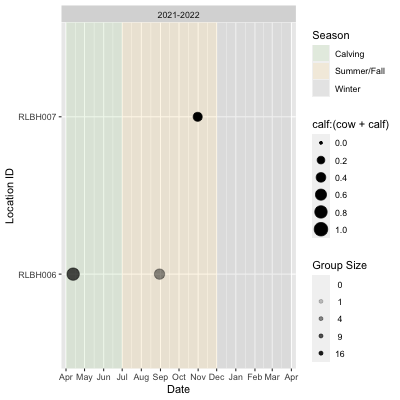 2021-2022
RLBH007
RLBH006
Location ID
Apr May Jun Jul Aug Sep Oct Nov Dec Jan Feb Mar Apr
Date
Season
Calving
Summer/Fall
Winter
calf:(cow + calf)
0.0
0.2
0.4
0.6
0.8
1.0
Group Size
0
1
4
9
16